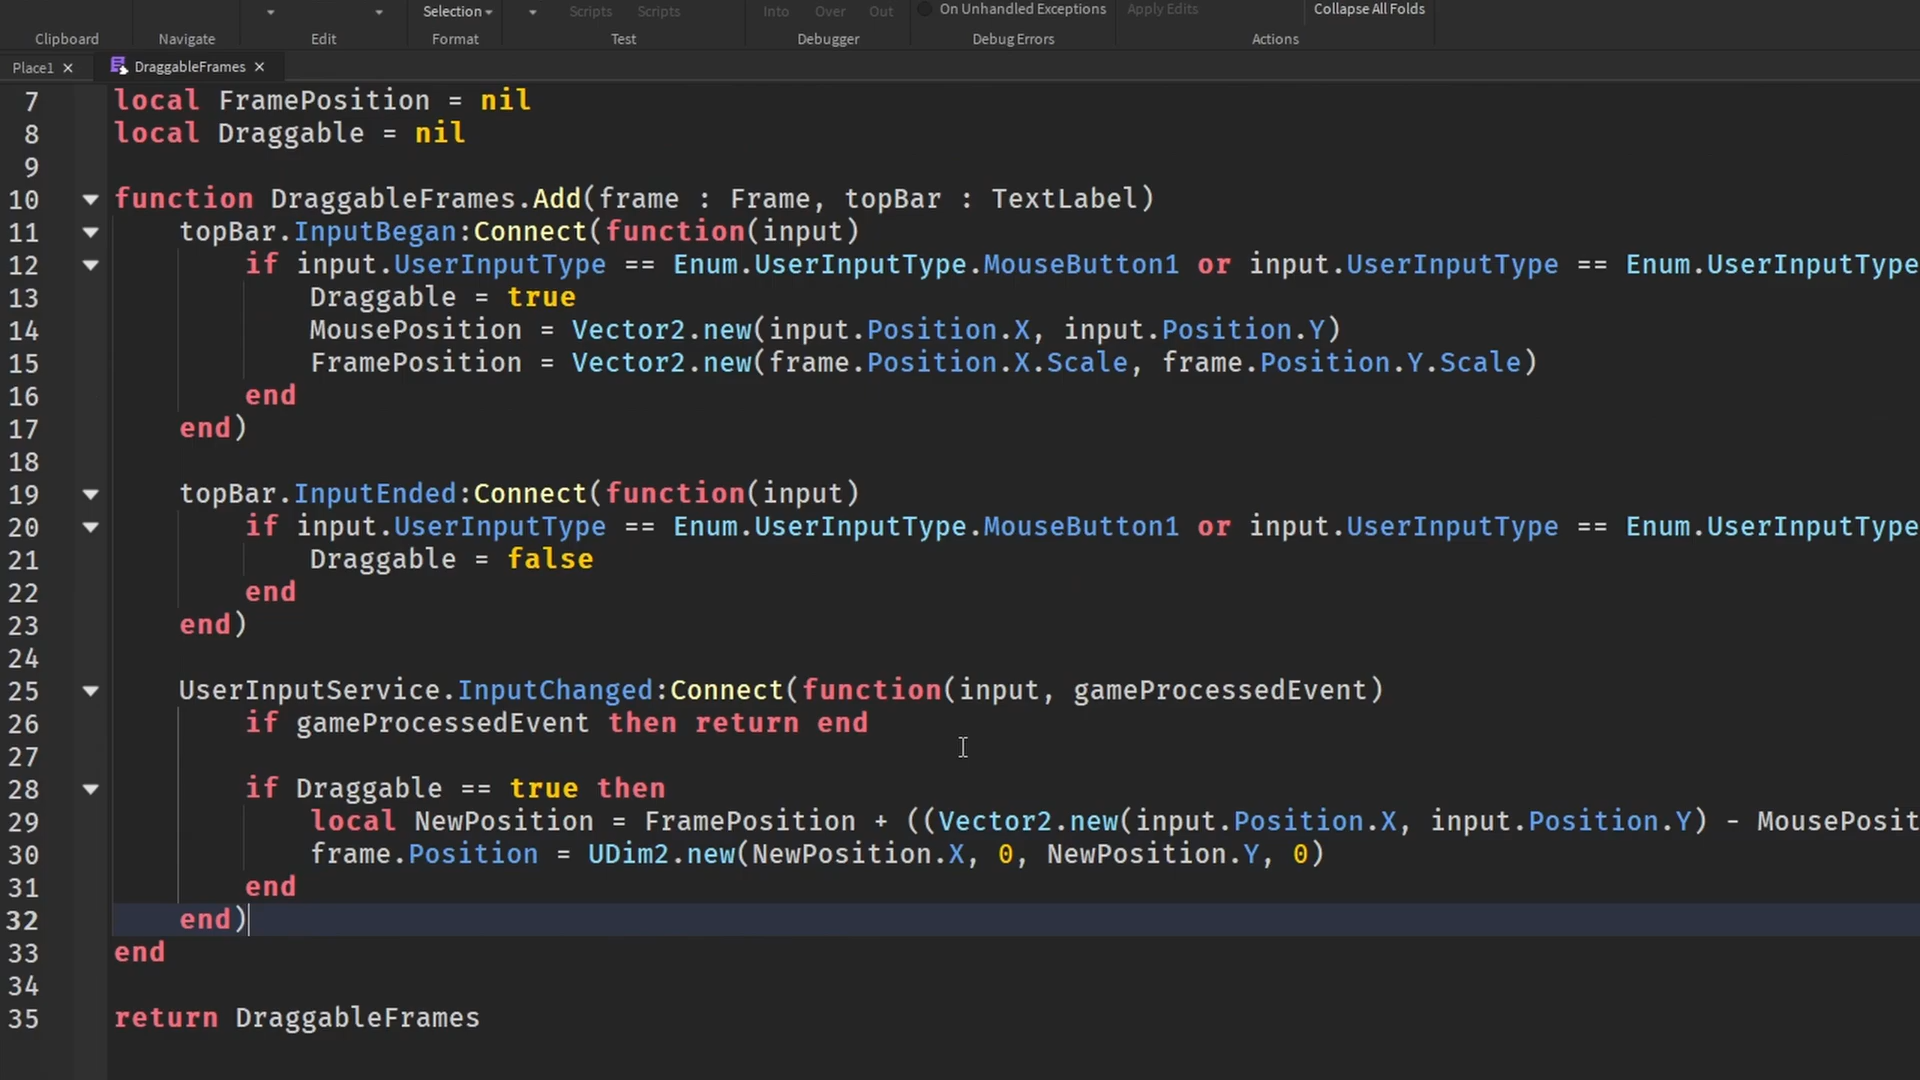 Selection
Scripts Scripts
Into Over Out
On Unhandled Exceptions
Apply Edits
Collapse All Folds
Clipboard Navigate Edit Format Test Debugger Debug Errors Actions
Place1 DraggableFrames
7 local FramePosition = nil
8 local Draggable = nil
9
10 function DraggableFrames.Add(frame : Frame, topBar : TextLabel)
11 topBar.InputBegan:Connect(function(input)
12 if input.UserInputType == Enum.UserInputType.MouseButton1 or input.UserInputType == Enum.UserInputType
13 Draggable = true
14 MousePosition = Vector2.new(input.Position.X, input.Position.Y)
15 FramePosition = Vector2.new(frame.Position.X.Scale, frame.Position.Y.Scale)
16 end
17 end)
18
19 topBar.InputEnded:Connect(function(input)
20 if input.UserInputType == Enum.UserInputType.MouseButton1 or input.UserInputType == Enum.UserInputType
21 Draggable = false
22 end
23 end)
24
25 UserInputService.InputChanged:Connect(function(input, gameProcessedEvent)
26 if gameProcessedEvent then return end
27
28 if Draggable == true then
29 local NewPosition = FramePosition + ((Vector2.new(input.Position.X, input.Position.Y) - MousePosit
30 frame.Position = UDim2.new(NewPosition.X, 0, NewPosition.Y, 0)
31 end
32 end)
33 end
34
35 return DraggableFrames